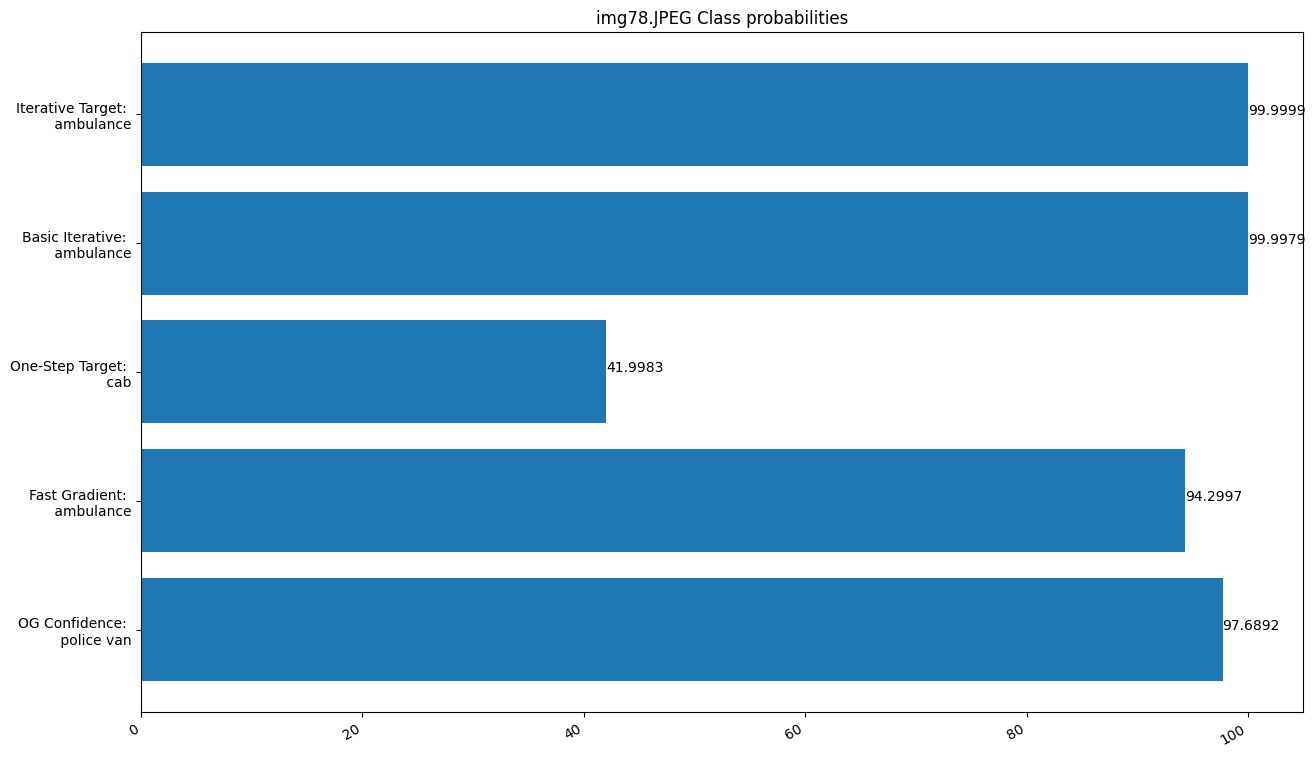 img78.JPEG Class probabilities
Iterative Target:
ambulance
99.9999
Basic Iterative:
ambulance
99.9979
One-Step Target:
cab
41.9983
Fast Gradient:
ambulance
94.2997
OG Confidence:
police van
97.6892
0
20
40
60
80
100